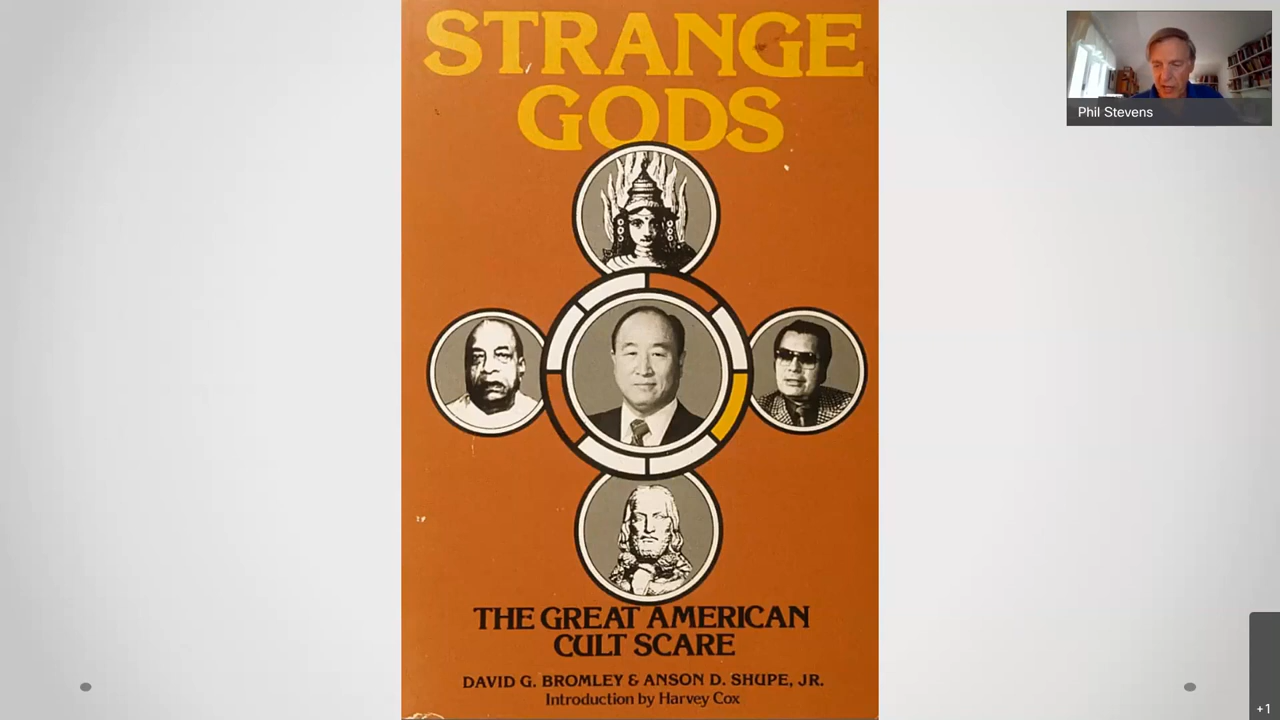 STRANGE
GODS
THE GREAT AMERICAN
CULT SCARE
DAVID G. BROMLEY & ANSON D. SHUPE, JR.
Introduction by Harvey Cox
Phil Stevens
+1